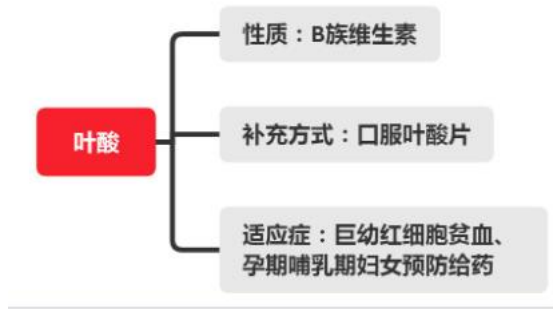 性质：B族维生素
叶酸
补充方式：口服叶酸片
适应症：巨幼红细胞贫血、
孕期哺乳期妇女预防给药